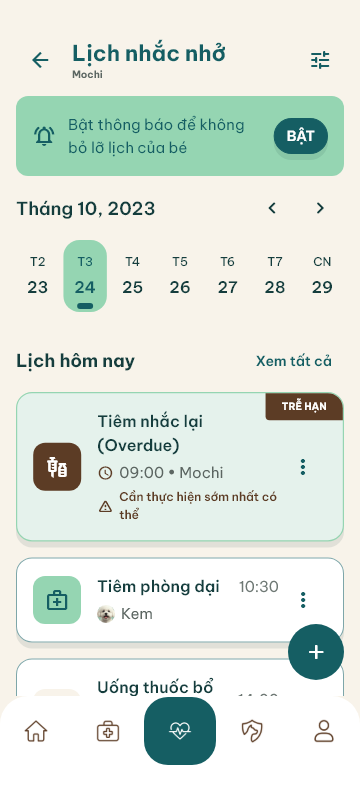 Lịch nhắc nhở
Mochi
Bật thông báo để không
bỏ lỡ lịch của bé
BẬT
Tháng 10, 2023
T2 T3 T4 T5 T6 T7 CN
23 24 25 26 27 28 29
Lịch hôm nay
Xem tất cả
TRỄ HẠN
Tiêm nhắc lại
(Overdue)
09:00 • Mochi
Cần thực hiện sớm nhất có
thể
Tiêm phòng dại 10:30
Kem
Uống thuốc bổ